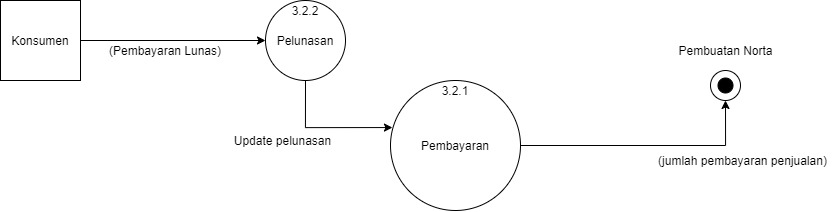 3.2.2
Konsumen
Pelunasan
(Pembayaran Lunas)
Pembuatan Norta
3.2.1
Update pelunasan
Pembayaran
(jumlah pembayaran penjualan)